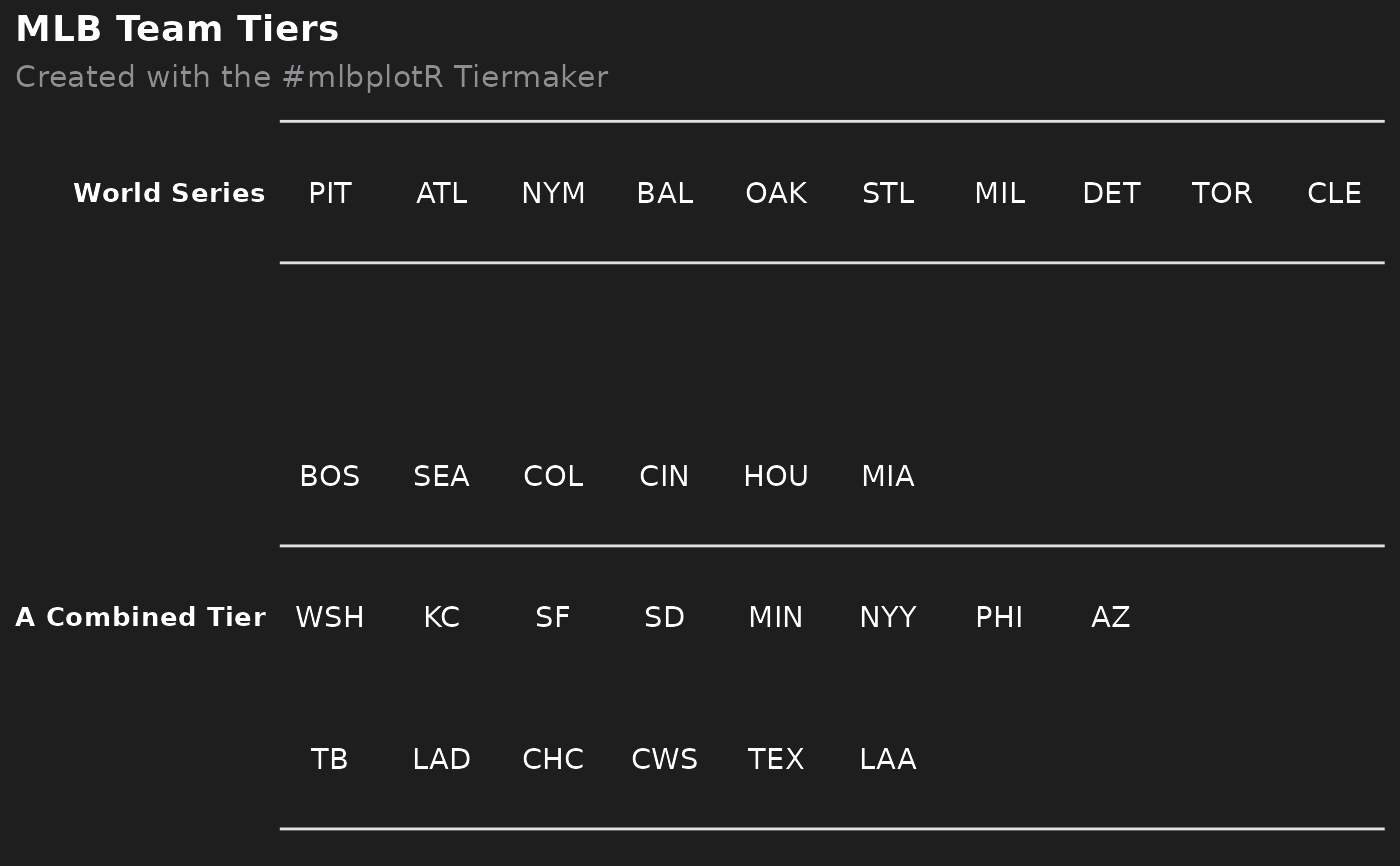 MLB Team Tiers
Created with the #mlbplotR Tiermaker
World Series PIT ATL NYM BAL OAK STL MIL DET TOR CLE
BOS SEA COL CIN HOU MIA
A Combined Tier WSH KC SF SD MIN NYY PHI AZ
TB LAD CHC CWS TEX LAA